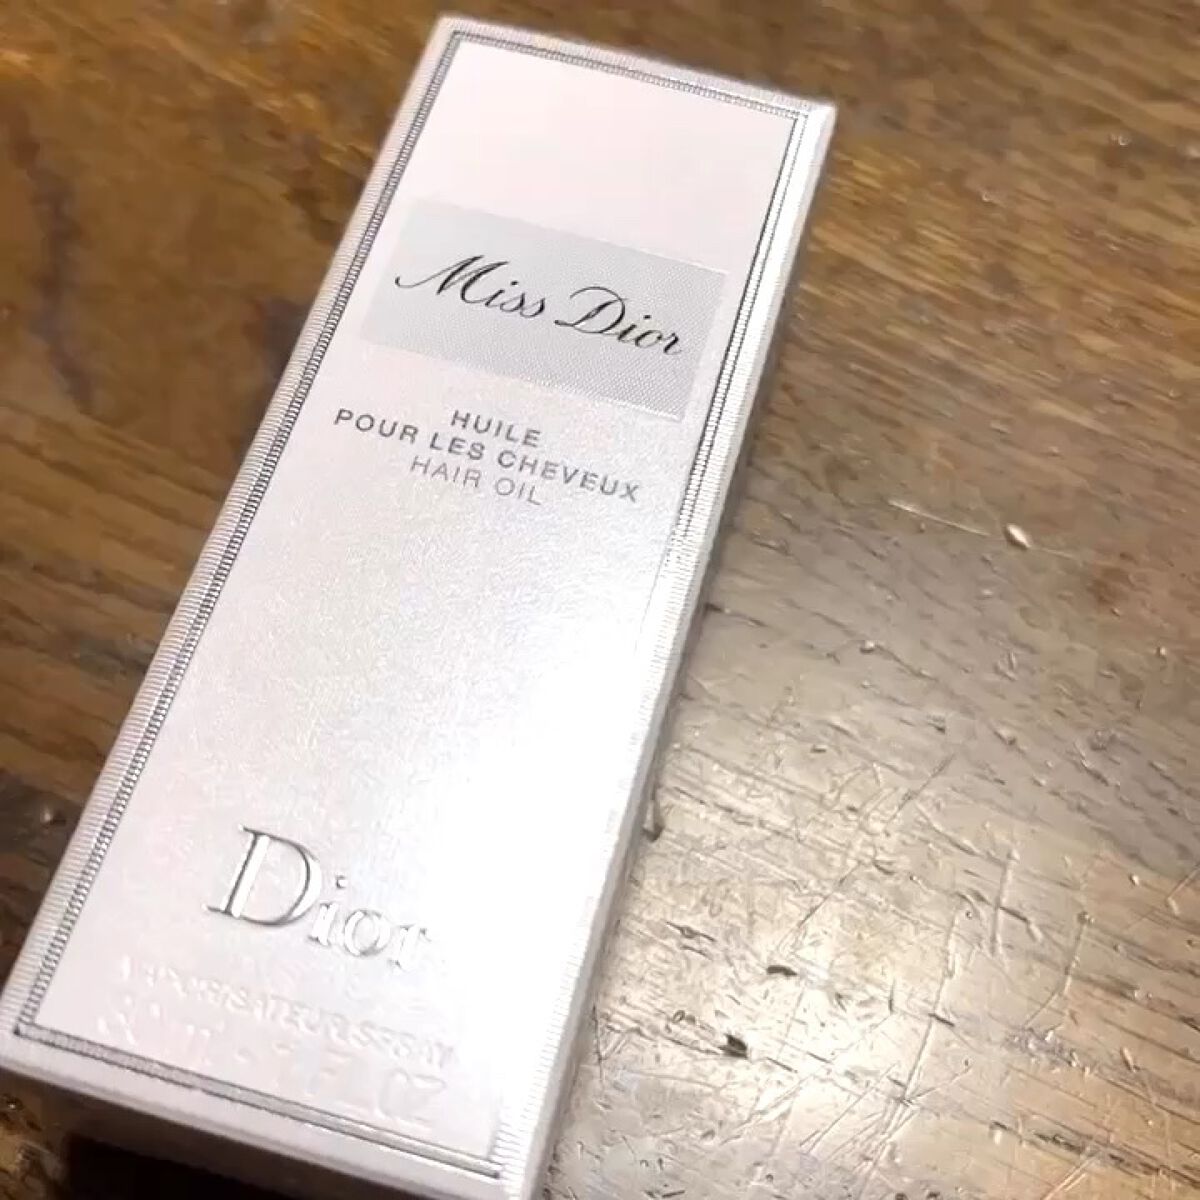 Miss Dior
HUILE
POUR LES CHEVEUX
HAIR OIL
Dior